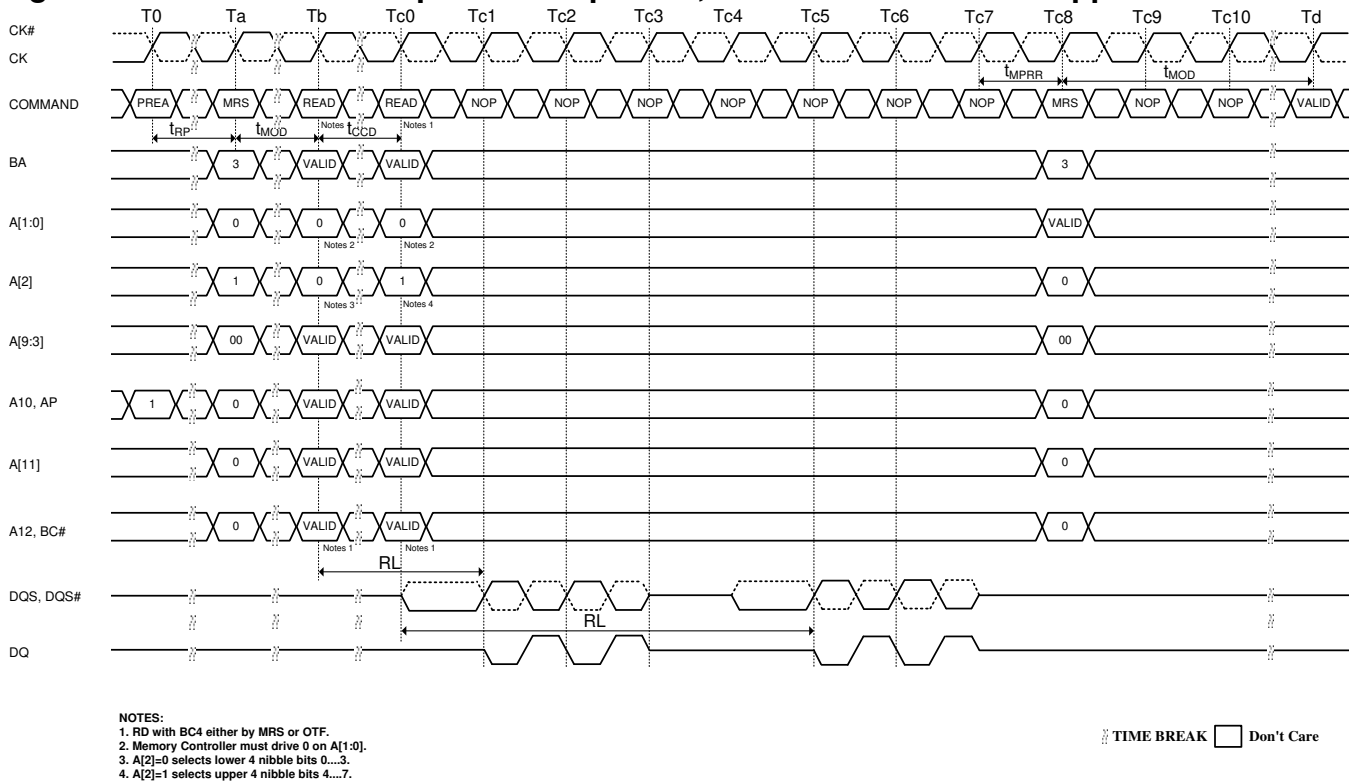 T0 Ta Tb Tc0 Tc1 Tc2 Tc3 Tc4 Tc5 Tc6 Tc7 Tc8 Tc9 Tc10 Td
CK#
CK
tMPRR tMOD
COMMAND PREA MRS READ READ NOP NOP NOP NOP NOP NOP NOP MRS NOP NOP VALID
Notes 1
tRP tMOD tCCD
BA 3 VALID VALID 3
A[1:0] 0 0 0 VALID
Notes 2 Notes 2
A[2] 1 0 1 0
Notes 3 Notes 4
A[9:3] 00 VALID VALID 00
A10, AP 1 0 VALID VALID 0
A[11] 0 VALID VALID 0
A12, BC# 0 VALID VALID 0
Notes 1 Notes 1
RL
DQS, DQS#
RL
DQ
NOTES:
1. RD with BC4 either by MRS or OTF.
2. Memory Controller must drive 0 on A[1:0].
3. A[2]=0 selects lower 4 nibble bits 0....3.
4. A[2]=1 selects upper 4 nibble bits 4....7.
TIME BREAK Don't Care